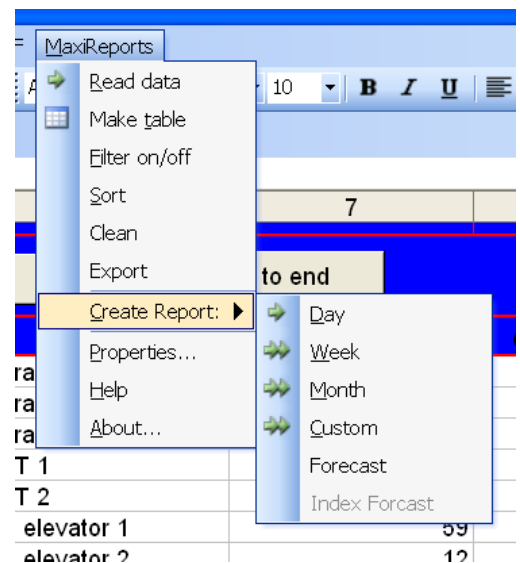 MaxiReports
Read data
10
B I U
Make table
Filter on/off
Sort
7
Clean
Export
to end
Create Report:
Day
Properties...
Week
Help
Month
About...
Custom
T 1
Forecast
T 2
Index Forcast
elevator 1
59
elevator 2
12